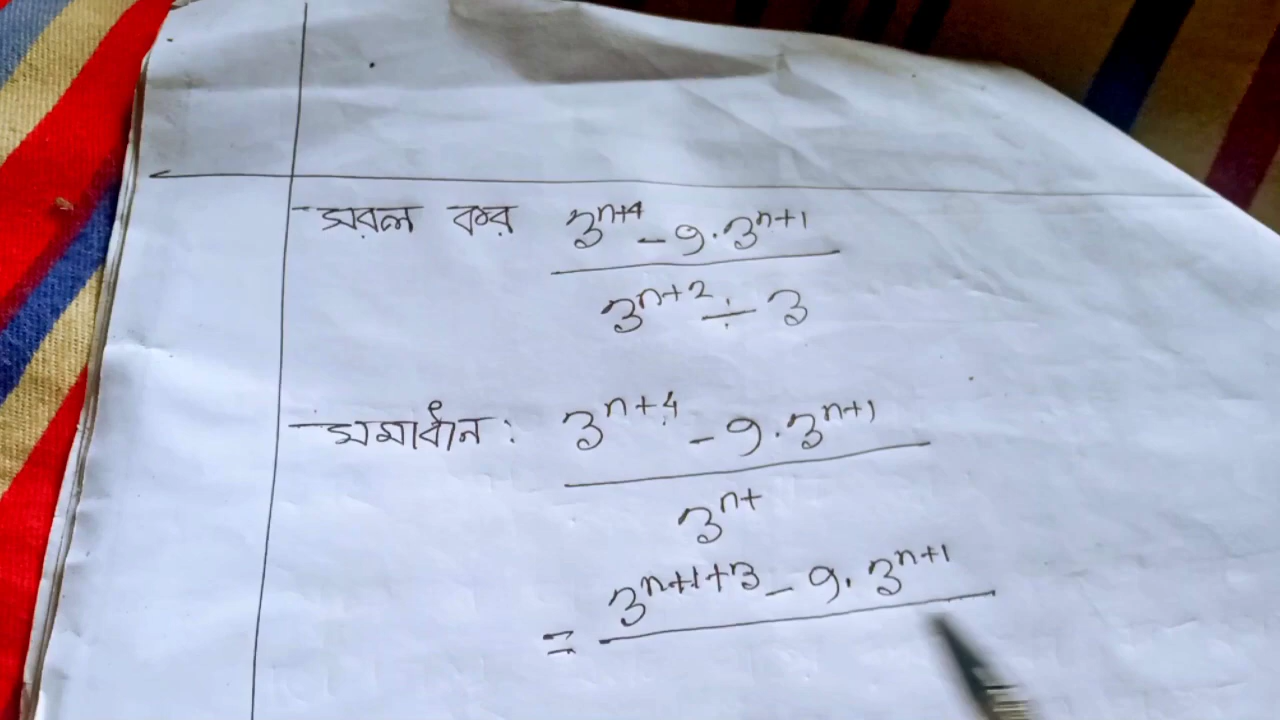 সরল কর 3^{n+4} - 9.3^{n+1}
3^{n+2} ÷ 3
সমাধান : 3^{n+4} - 9.3^{n+1}
3^{n+}
= 3^{n+1+3} - 9.3^{n+1}